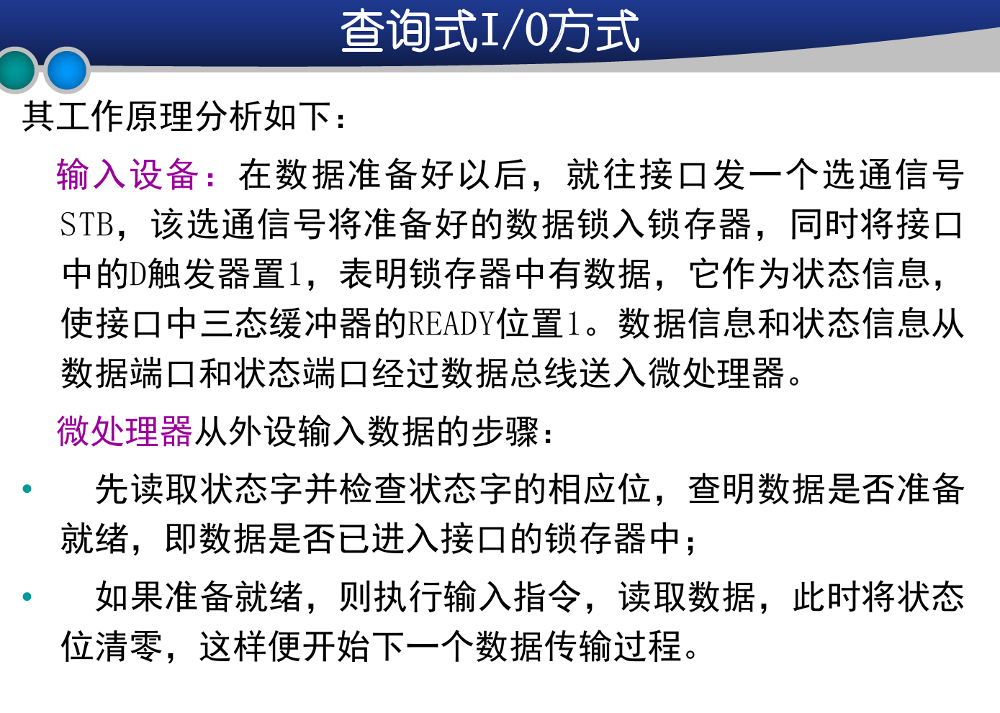 查询式I/O方式
其工作原理分析如下：
输入设备：在数据准备好以后，就往接口发一个选通信号
STB，该选通信号将准备好的数据锁入锁存器，同时将接口
中的D触发器置1，表明锁存器中有数据，它作为状态信息，
使接口中三态缓冲器的READY位置1。数据信息和状态信息从
数据端口和状态端口经过数据总线送入微处理器。
微处理器从外设输入数据的步骤：
• 先读取状态字并检查状态字的相应位，查明数据是否准备
就绪，即数据是否已进入接口的锁存器中；
• 如果准备就绪，则执行输入指令，读取数据，此时将状态
位清零，这样便开始下一个数据传输过程。